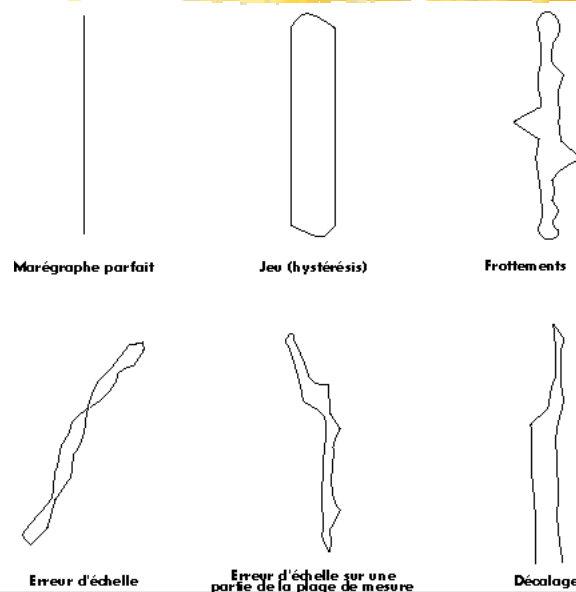 Marégraphe parfait
Jeu (hystérésis)
Frottements
Erreur d'échelle
Erreur d'échelle sur une
partie de la plage de mesure
Décalage